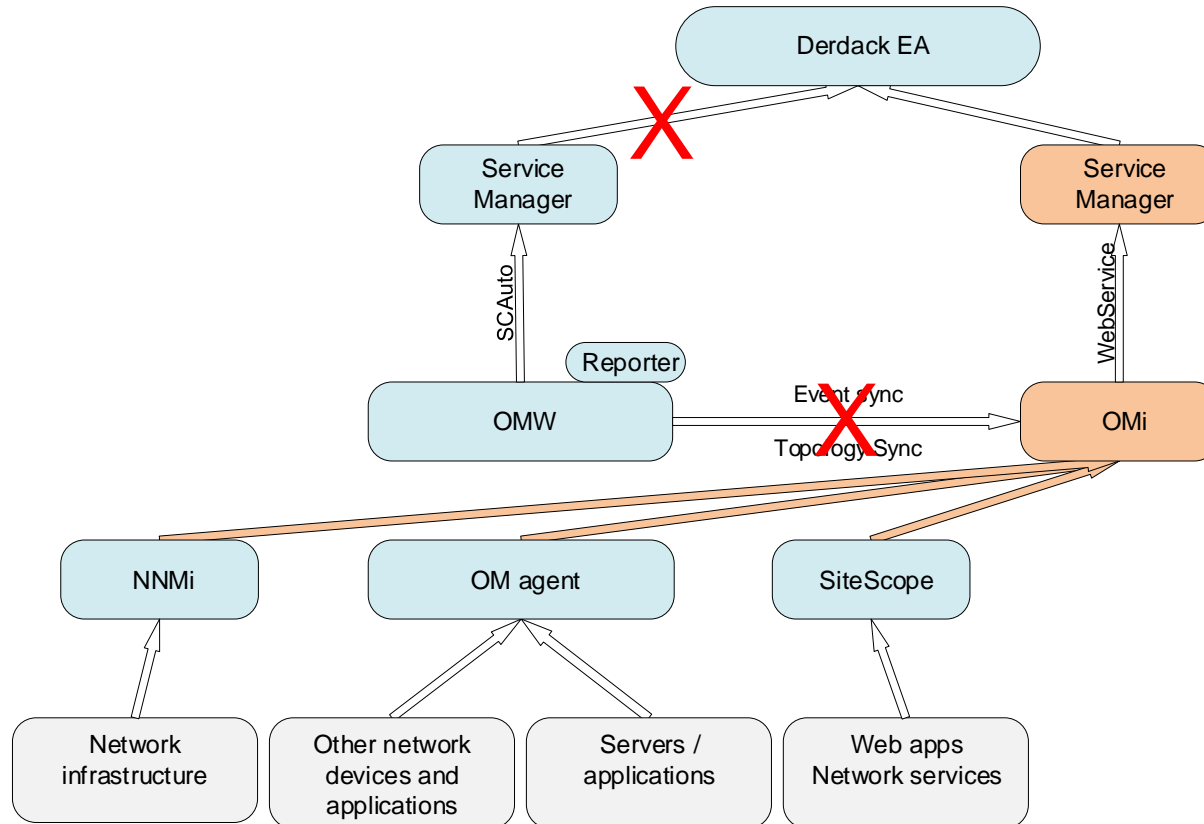 Derdack EA
Service
Manager
Service
Manager
SCAuto
WebService
Reporter
OMW
Event sync
Topology Sync
OMi
NNMi
OM agent
SiteScope
Network
infrastructure
Other network
devices and
applications
Servers /
applications
Web apps
Network services